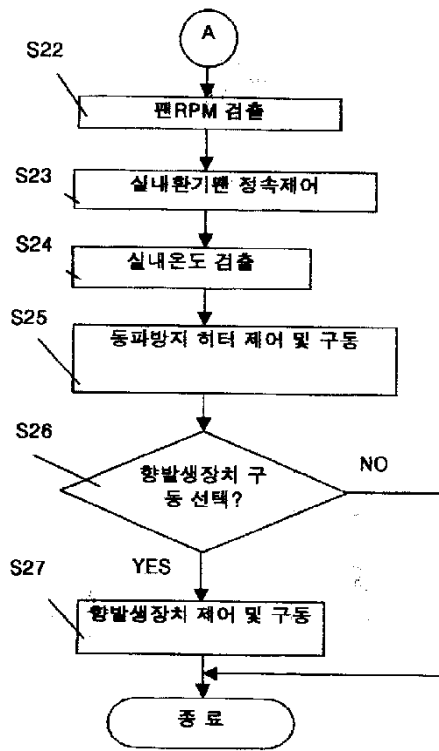 A
S22
팬RPM 검출
S23
실내환기팬 정속제어
S24
실내온도 검출
S25
동파방지 히터 제어 및 구동
S26
향발생장치 구
동 선택?
NO
YES
S27
향발생장치 제어 및 구동
종 료